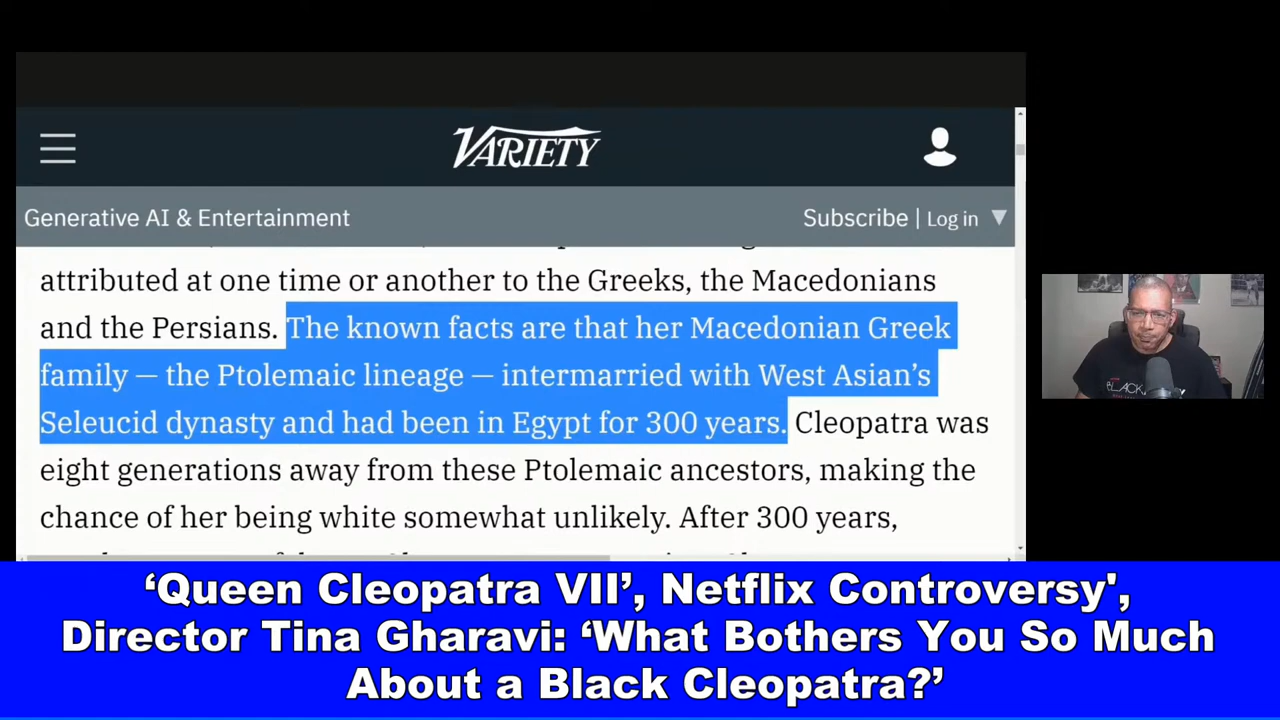 VARIETY
Generative AI & Entertainment
Subscribe | Log in ▼
attributed at one time or another to the Greeks, the Macedonians
and the Persians. The known facts are that her Macedonian Greek
family — the Ptolemaic lineage — intermarried with West Asian’s
Seleucid dynasty and had been in Egypt for 300 years. Cleopatra was
eight generations away from these Ptolemaic ancestors, making the
chance of her being white somewhat unlikely. After 300 years,
BLACK
‘Queen Cleopatra VII’, Netflix Controversy',
Director Tina Gharavi: ‘What Bothers You So Much
About a Black Cleopatra?’